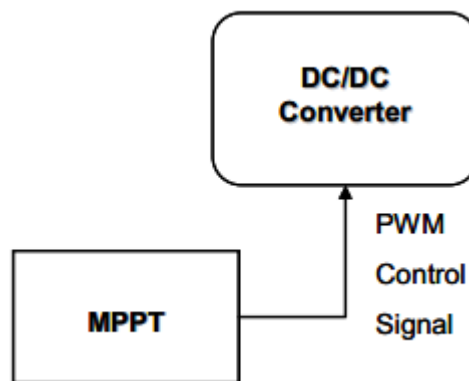 DC/DC
Converter
PWM
Control
Signal
MPPT